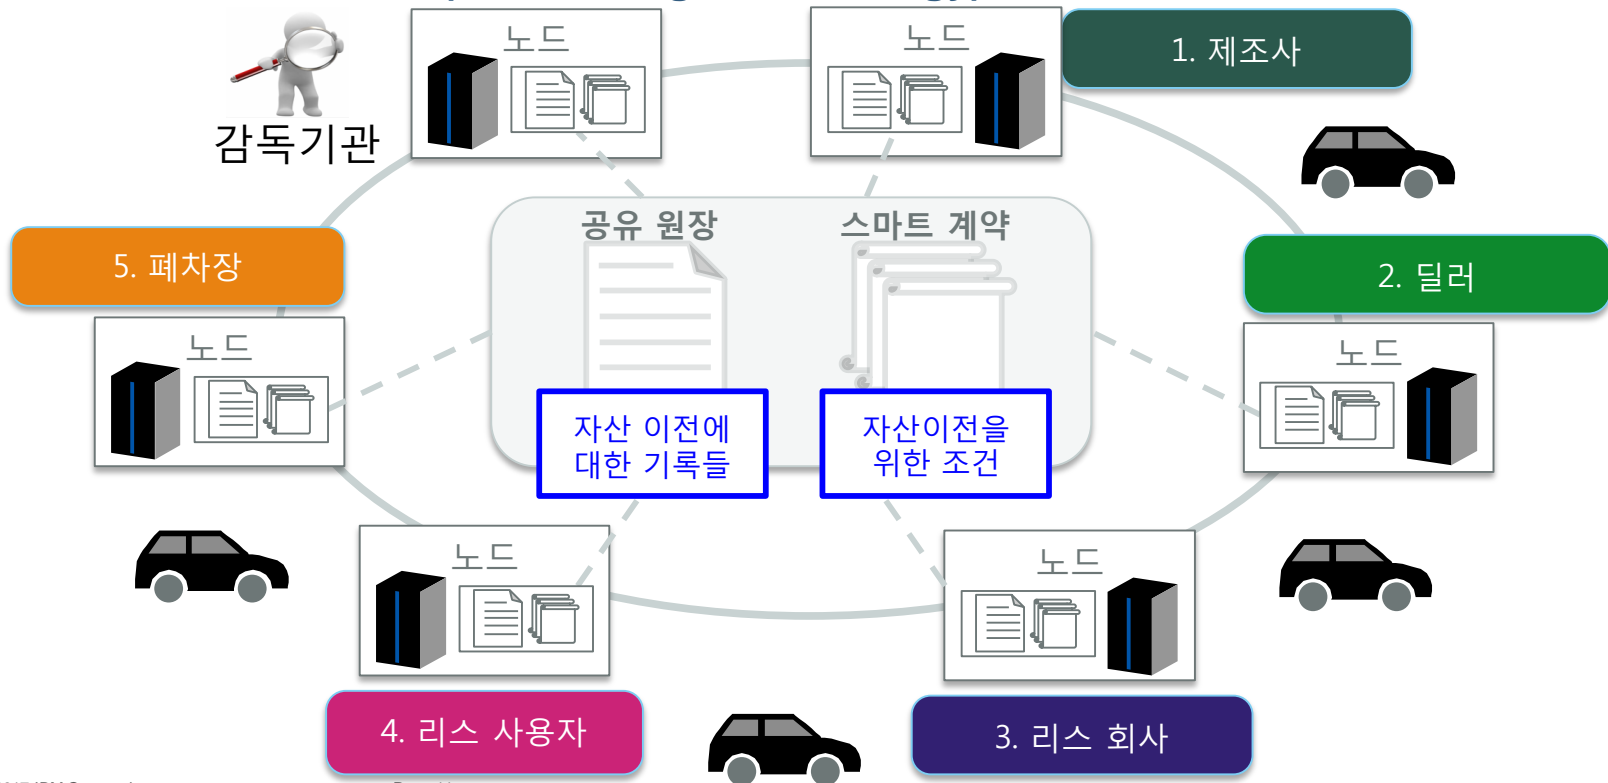 노드
노드
1. 제조사
감독기관
공유 원장
스마트 계약
5. 폐차장
2. 딜러
노드
노드
자산 이전에
대한 기록들
자산이전을
위한 조건
노드
노드
4. 리스 사용자
3. 리스 회사